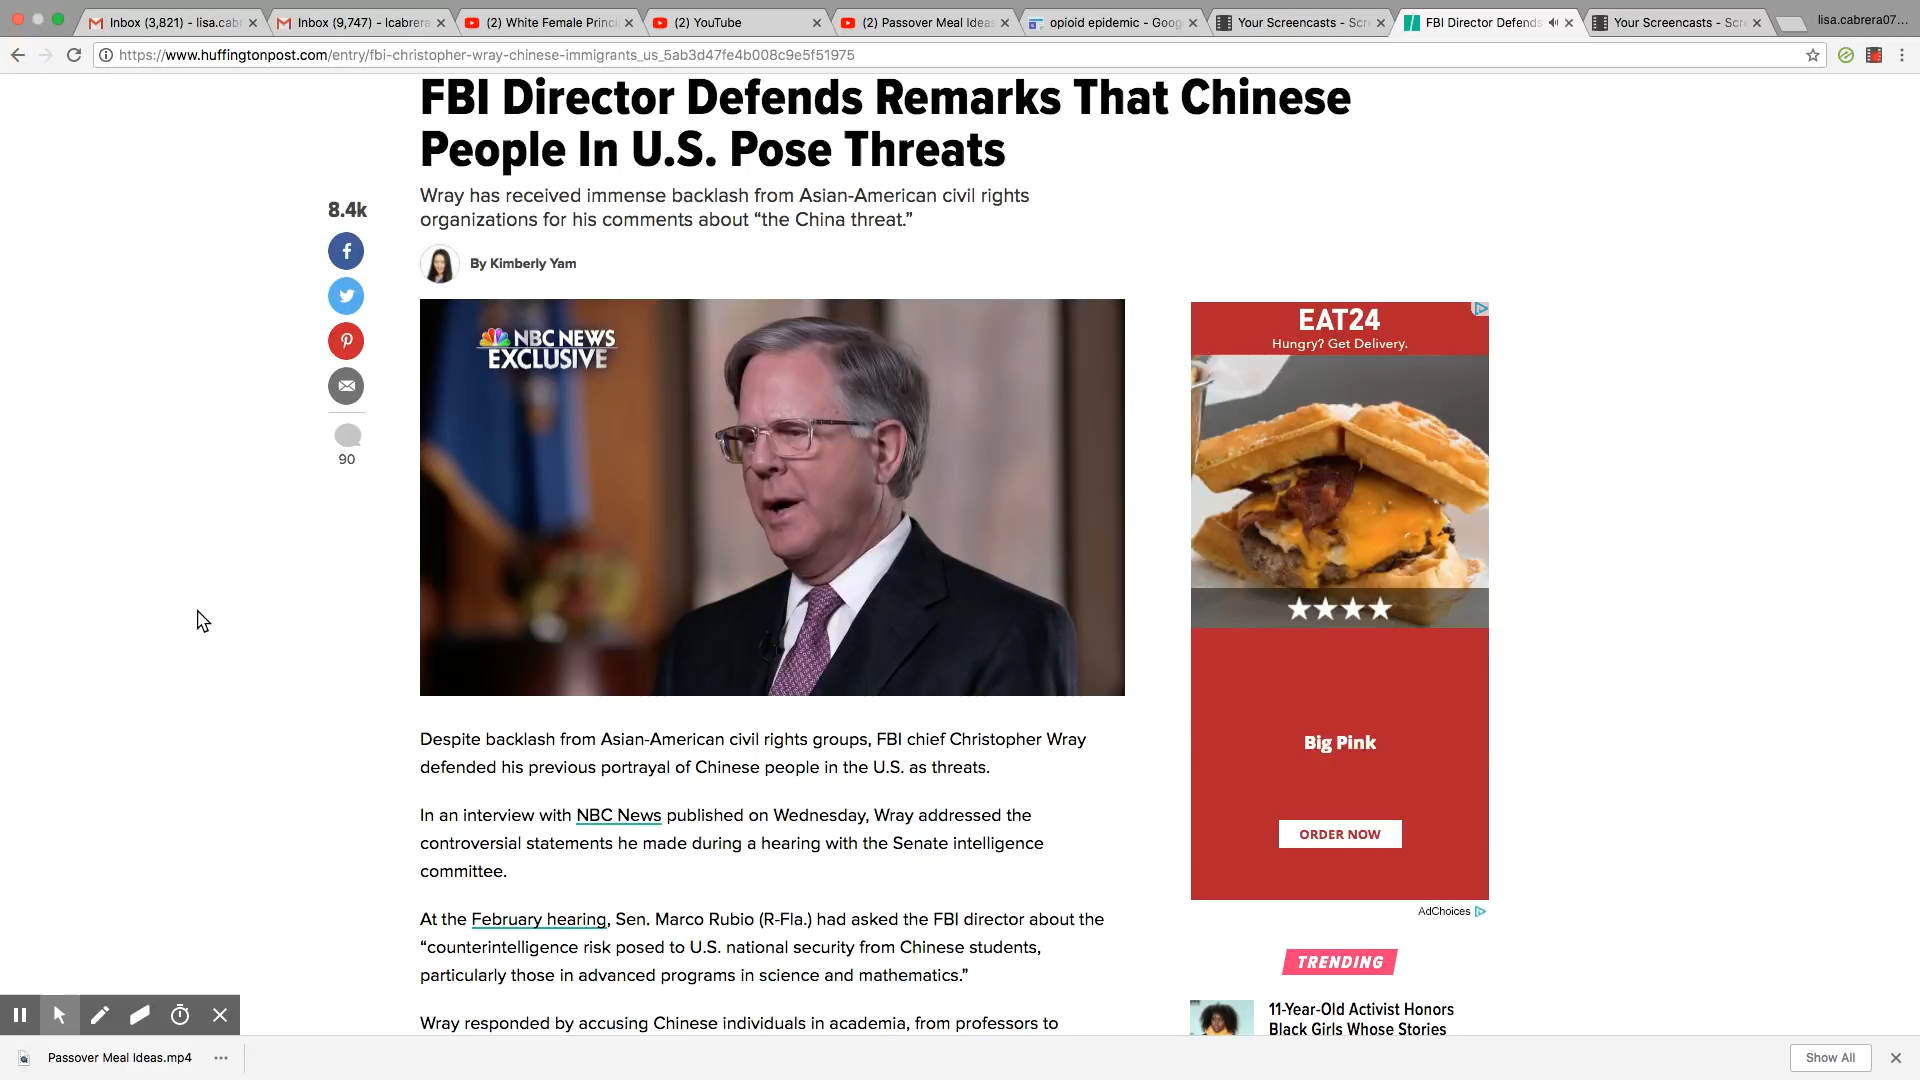 Inbox (3,821) - lisa.cab
Inbox (9,747) - lcabrera
(2) White Female Princi
(2) YouTube
(2) Passover Meal Ideas
opioid epidemic - Goog
Your Screencasts - Scr
FBI Director Defends
Your Screencasts - Scr
lisa.cabrera07...
https://www.huffingtonpost.com/entry/fbi-christopher-wray-chinese-immigrants_us_5ab3d47fe4b008c9e5f51975
FBI Director Defends Remarks That Chinese
People In U.S. Pose Threats
Wray has received immense backlash from Asian-American civil rights
organizations for his comments about “the China threat.”
8.4k
By Kimberly Yam
90
NBC NEWS
EXCLUSIVE
Despite backlash from Asian-American civil rights groups, FBI chief Christopher Wray
defended his previous portrayal of Chinese people in the U.S. as threats.
In an interview with NBC News published on Wednesday, Wray addressed the
controversial statements he made during a hearing with the Senate intelligence
committee.
At the February hearing, Sen. Marco Rubio (R-Fla.) had asked the FBI director about the
“counterintelligence risk posed to U.S. national security from Chinese students,
particularly those in advanced programs in science and mathematics.”
Wray responded by accusing Chinese individuals in academia, from professors to
EAT24
Hungry? Get Delivery.
Big Pink
ORDER NOW
AdChoices
TRENDING
11-Year-Old Activist Honors
Black Girls Whose Stories
Passover Meal Ideas.mp4
Show All